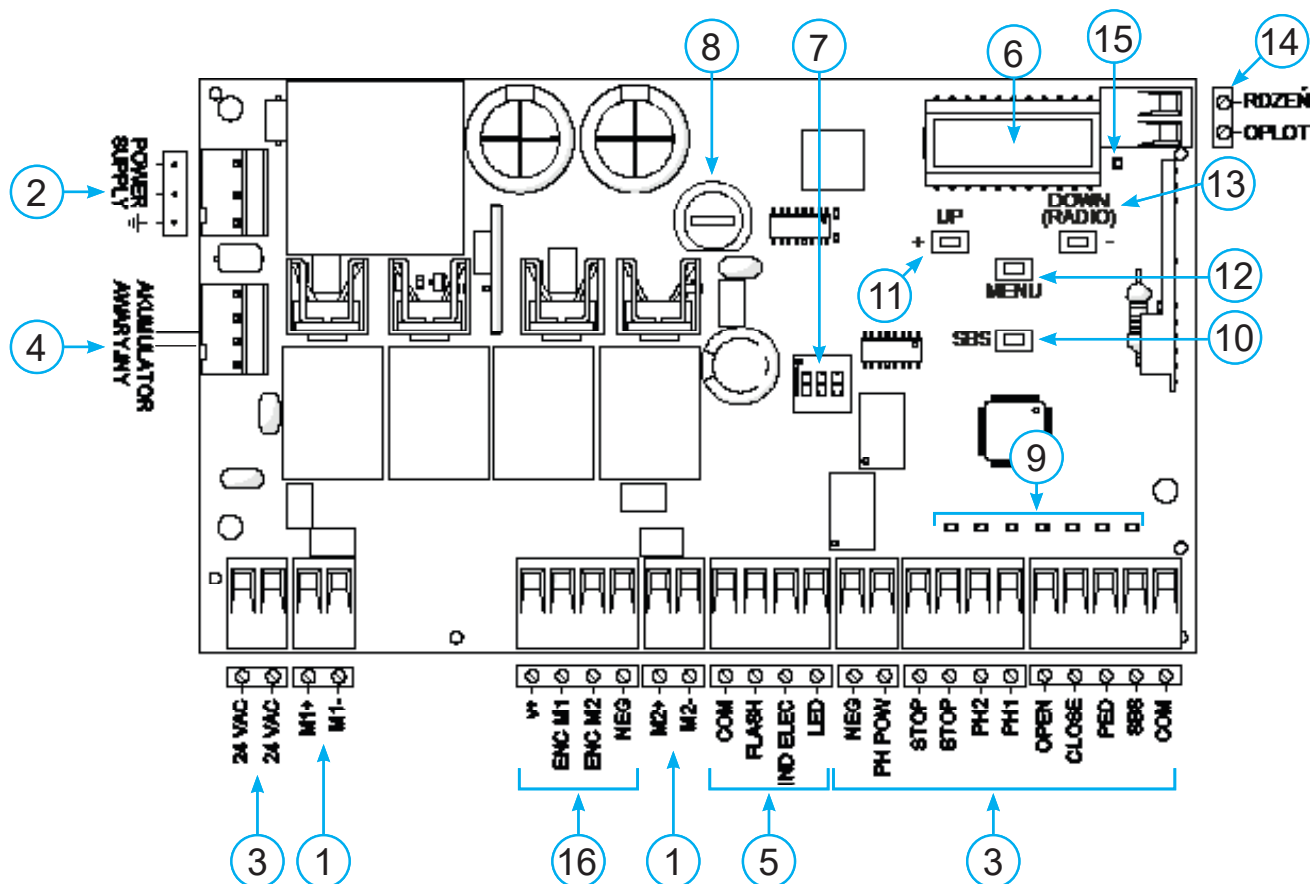 8
7
6
15
14
RDZEŃ
OPLOT
2
POWER
SUPPLY
13
DOWN
(RADIO)
UP
+
-
11
MENU
12
4
AKUMULATOR
AWARYJNY
SBS
10
9
24 VAC
24 VAC
M1+
M1-
V+
ENC M1
ENC M2
NEG
M2+
M2-
COM
FLASH
IND ELEC
LED
NEG
PH POW
STOP
STOP
PH2
PH1
OPEN
CLOSE
PED
SBS
COM
3
1
16
1
5
3